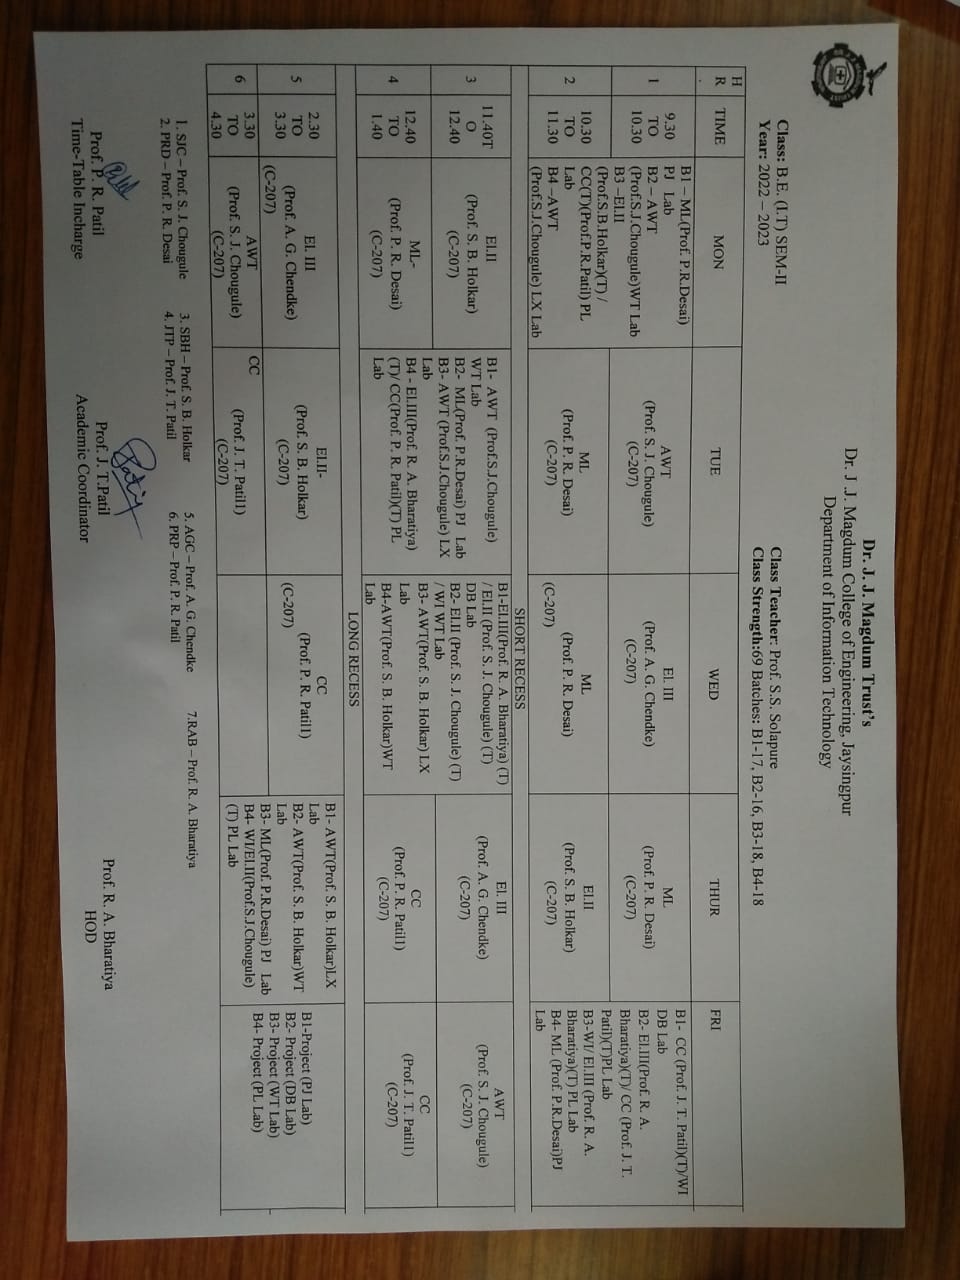 Dr. J. J. Magdum Trust's
Dr. J .J. Magdum College of Engineering, Jaysingpur
Department of Information Technology
Class: B.E. (I.T) SEM-II
Year: 2022 – 2023
Class Teacher: Prof. S.S. Solapure
Class Strength:69 Batches: B1-17, B2-16, B3-18, B4-18
H
R
.
TIME
MON
TUE
WED
THUR
FRI
1
9.30
TO
10.30
B1 – ML(Prof. P.R.Desai)
PJ Lab
B2 – AWT
(Prof.S.J.Chougule)WT Lab
B3 –El.II
(Prof.S.B.Holkar)(T) /
CC(T)(Prof.P.R.Patil) PL
Lab
B4 –AWT
(Prof.S.J.Chougule) LX Lab
AWT
(Prof. S. J. Chougule)
(C-207)
El. III
(Prof. A. G. Chendke)
(C-207)
ML
(Prof. P. R. Desai)
(C-207)
B1- CC (Prof. J. T. Patil)(T)/WI
DB Lab
B2- El.III(Prof. R. A.
Bharatiya)(T)/ CC (Prof. J. T.
Patil)(T)PL Lab
B3-WI/ El.III (Prof. R. A.
Bharatiya)(T) PL Lab
B4- ML (Prof. P.R.Desai)PJ
Lab
2
10.30
TO
11.30
ML
(Prof. P. R. Desai)
(C-207)
ML
(Prof. P. R. Desai)
(C-207)
El.II
(Prof. S. B. Holkar)
(C-207)
SHORT RECESS
3
11.40T
O
12.40
El.II
(Prof. S. B. Holkar)
(C-207)
B1- AWT (Prof.S.J.Chougule)
WT Lab
B2- ML(Prof. P.R.Desai) PJ Lab
B3- AWT (Prof.S.J.Chougule) LX
Lab
B4 - El.III(Prof. R. A. Bharatiya)
(T)/ CC(Prof. P. R. Patil)(T) PL
Lab
B1-El.III(Prof. R. A. Bharatiya) (T)
/ El.II (Prof. S. J. Chougule) (T)
DB Lab
B2- El.II (Prof. S. J. Chougule) (T)
/ WI WT Lab
B3- AWT(Prof. S. B. Holkar) LX
Lab
B4-AWT(Prof. S. B. Holkar)WT
Lab
El. III
(Prof. A. G. Chendke)
(C-207)
AWT
(Prof. S. J. Chougule)
(C-207)
4
12.40
TO
1.40
ML-
(Prof. P. R. Desai)
(C-207)
CC
(Prof. P. R. Patil1)
(C-207)
CC
(Prof. J. T. Patil1)
(C-207)
LONG RECESS
5
2.30
TO
3.30
El. III
(Prof. A. G. Chendke)
(C-207)
El.II-
(Prof. S. B. Holkar)
(C-207)
CC
(Prof. P. R. Patil1)
(C-207)
B1- AWT(Prof. S. B. Holkar)LX
Lab
B2- AWT(Prof. S. B. Holkar)WT
Lab
B3- ML(Prof. P.R.Desai) PJ Lab
B4- WI/El.II(Prof.S.J.Chougule)
(T) PL Lab
B1-Project (PJ Lab)
B2- Project (DB Lab)
B3- Project (WT Lab)
B4- Project (PL Lab)
6
3.30
TO
4.30
AWT
(Prof. S. J. Chougule)
(C-207)
CC
(Prof. J. T. Patil1)
(C-207)
1. SJC – Prof. S. J. Chougule
2. PRD – Prof. P. R. Desai
3. SBH – Prof. S. B. Holkar
4. JTP – Prof. J. T. Patil
5. AGC – Prof. A. G. Chendke
6. PRP – Prof. P. R. Patil
7.RAB – Prof. R. A. Bharatiya
Prof. P. R. Patil
Time-Table Incharge
Prof. J. T.Patil
Academic Coordinator
Prof. R. A. Bharatiya
HOD